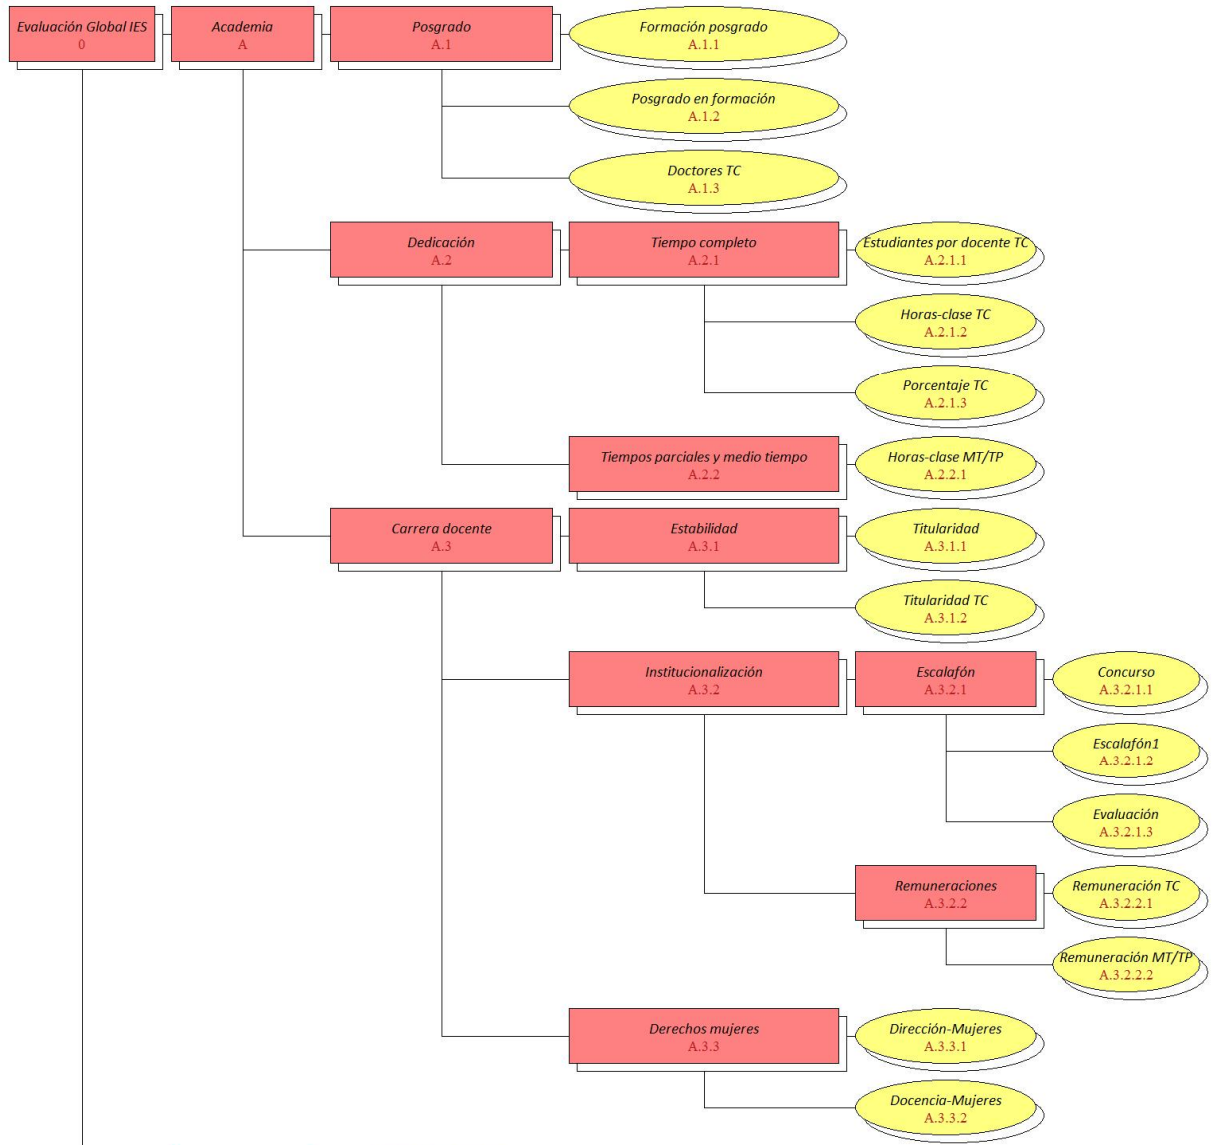 Evaluación Global IES
0
Academia
A
Posgrado
A.1
Formación posgrado
A.1.1
Posgrado en formación
A.1.2
Doctores TC
A.1.3
Dedicación
A.2
Tiempo completo
A.2.1
Estudiantes por docente TC
A.2.1.1
Horas-clase TC
A.2.1.2
Porcentaje TC
A.2.1.3
Tiempos parciales y medio tiempo
A.2.2
Horas-clase MT/TP
A.2.2.1
Carrera docente
A.3
Estabilidad
A.3.1
Titularidad
A.3.1.1
Titularidad TC
A.3.1.2
Institucionalización
A.3.2
Escalafón
A.3.2.1
Concurso
A.3.2.1.1
Escalafón1
A.3.2.1.2
Evaluación
A.3.2.1.3
Remuneraciones
A.3.2.2
Remuneración TC
A.3.2.2.1
Remuneración MT/TP
A.3.2.2.2
Derechos mujeres
A.3.3
Dirección-Mujeres
A.3.3.1
Docencia-Mujeres
A.3.3.2